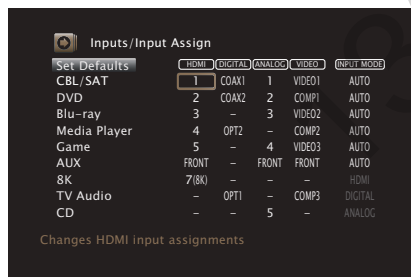 Inputs/Input Assign
Set Defaults HDMI DIGITAL ANALOG VIDEO INPUT MODE
CBL/SAT 1 COAX1 1 VIDEO1 AUTO
DVD 2 COAX2 2 COMP1 AUTO
Blu-ray 3 – 3 VIDEO2 AUTO
Media Player 4 OPT2 – COMP2 AUTO
Game 5 – 4 VIDEO3 AUTO
AUX FRONT – FRONT FRONT AUTO
8K 7(8K) – – – HDMI
TV Audio – OPT1 – COMP3 DIGITAL
CD – – 5 – ANALOG
Changes HDMI input assignments